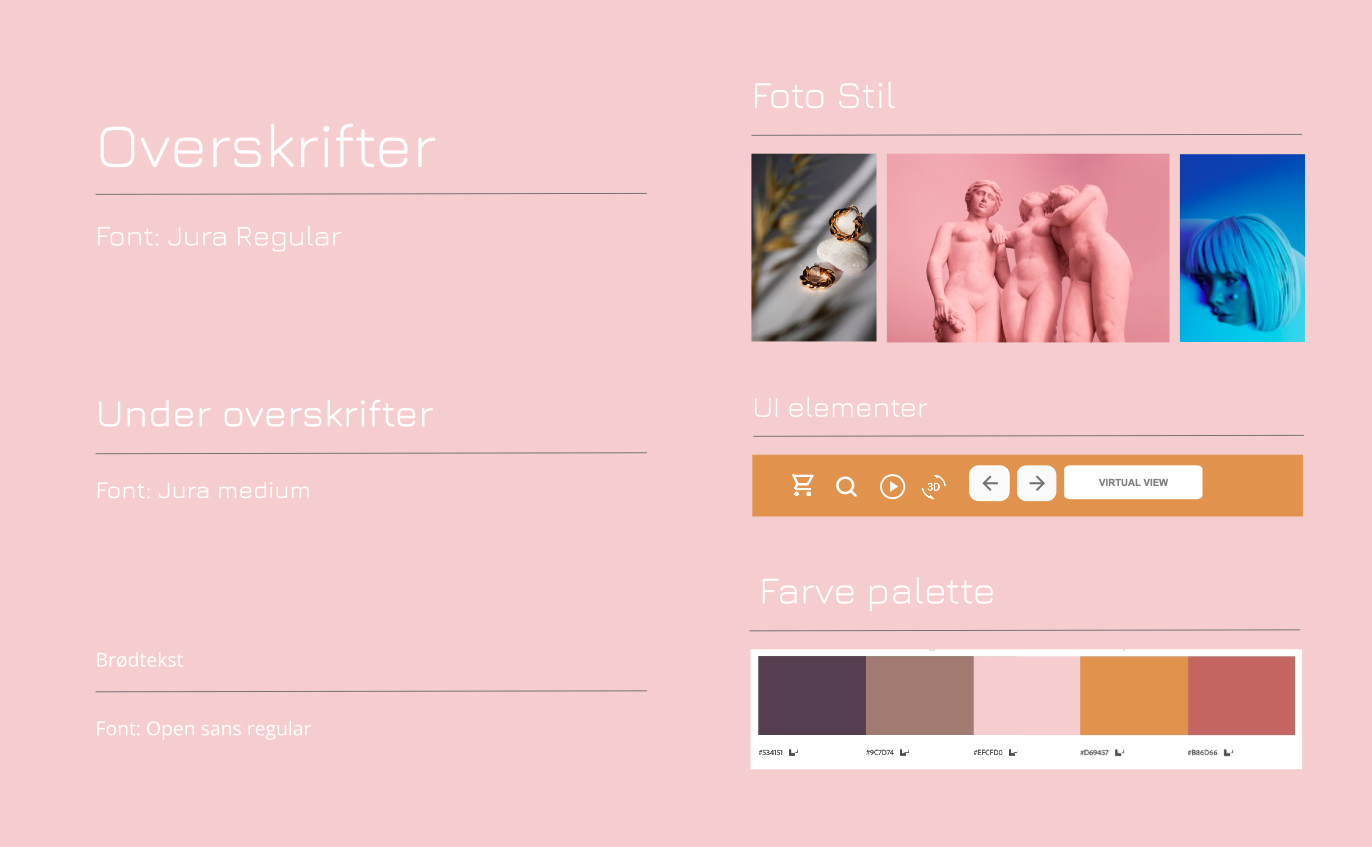 Overskrifter
Font: Jura Regular
Under overskrifter
Font: Jura medium
Brødtekst
Font: Open sans regular
Foto Stil
UI elementer
3D
VIRTUAL VIEW
Farve palette
#534151
#9C7D74
#EFCFD0
#D69457
#B86D66